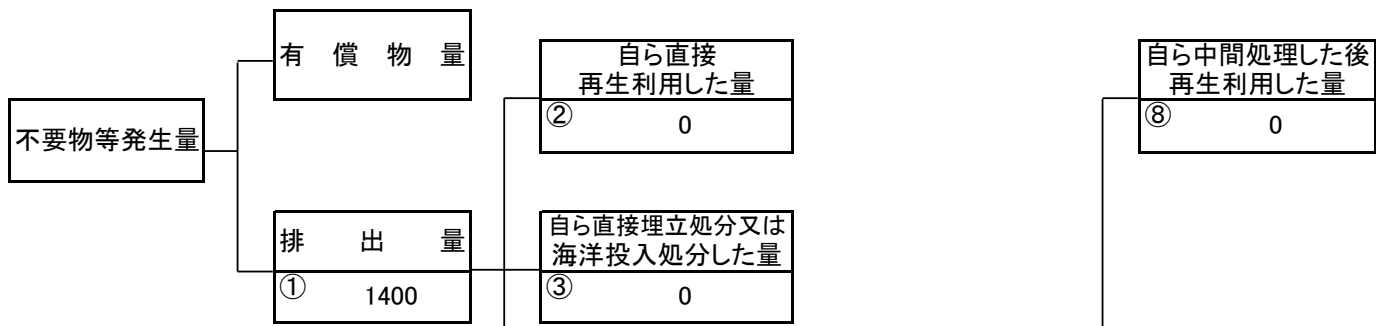 有償物量
自ら直接
再生利用した量
②
0
自ら中間処理した後
再生利用した量
⑧
0
不要物等発生量
排出量
①
1400
自ら直接埋立処分又は
海洋投入処分した量
③
0